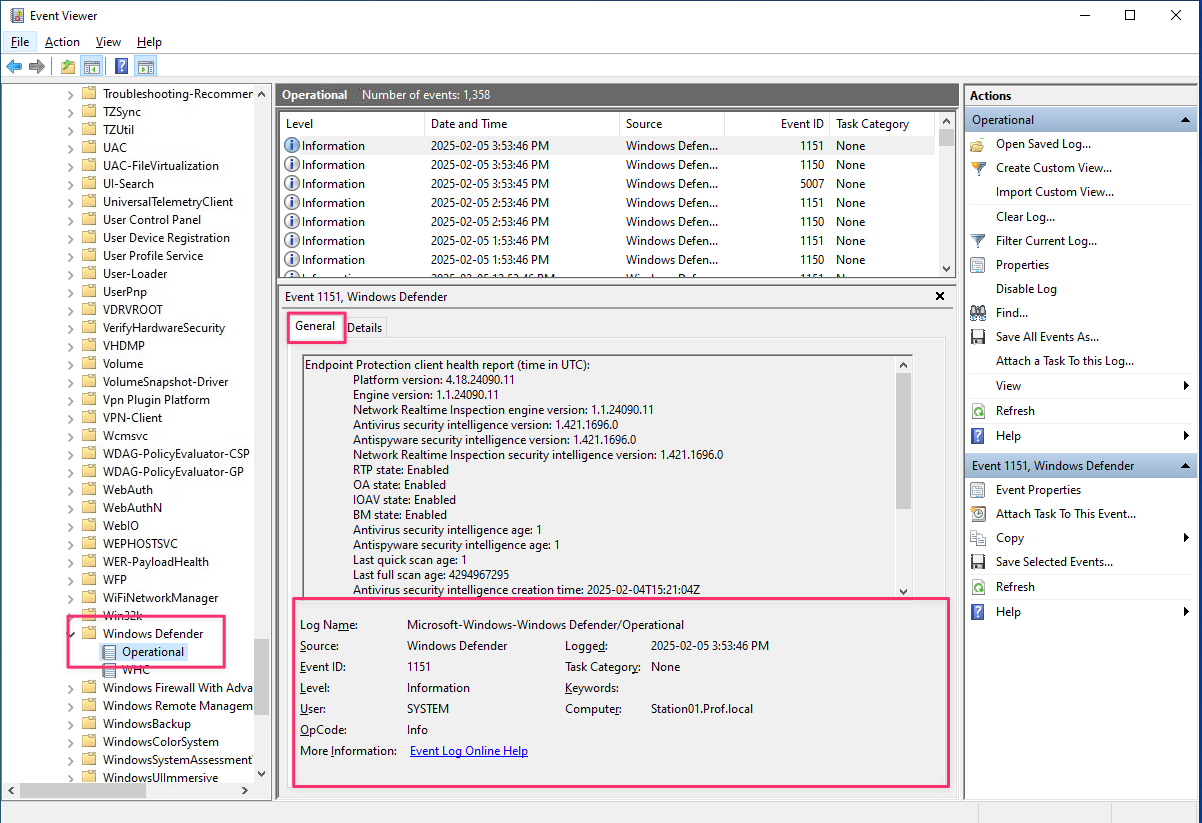 Event Viewer
File Action View Help
Troubleshooting-Recommen
TZSync
TZUtil
UAC
UAC-FileVirtualization
UI-Search
UniversalTelemetryClient
User Control Panel
User Device Registration
User Profile Service
User-Loader
UserPnp
VDRVROOT
VerifyHardwareSecurity
VHDMP
Volume
VolumeSnapshot-Driver
Vpn Plugin Platform
VPN-Client
Wcmsvc
WDAG-PolicyEvaluator-CSP
WDAG-PolicyEvaluator-GP
WebAuth
WebAuthN
WebIO
WEPHOSTSVC
WER-PayloadHealth
WFP
WiFiNetworkManager
Win32k
Windows Defender
Operational
WHC
Windows Firewall With Adva
Windows Remote Managem
WindowsBackup
WindowsColorSystem
WindowsSystemAssessment
WindowsUIImmersive
Operational Number of events: 1,358
Level Date and Time Source Event ID Task Category
Information 2025-02-05 3:53:46 PM Windows Defen... 1151 None
Information 2025-02-05 3:53:46 PM Windows Defen... 1150 None
Information 2025-02-05 3:53:45 PM Windows Defen... 5007 None
Information 2025-02-05 2:53:46 PM Windows Defen... 1151 None
Information 2025-02-05 2:53:46 PM Windows Defen... 1150 None
Information 2025-02-05 1:53:46 PM Windows Defen... 1151 None
Information 2025-02-05 1:53:46 PM Windows Defen... 1150 None
Information 2025-02-05 12:53:46 PM Windows Defen... 1151 None
Event 1151, Windows Defender
General Details
Endpoint Protection client health report (time in UTC):
Platform version: 4.18.24090.11
Engine version: 1.1.24090.11
Network Realtime Inspection engine version: 1.1.24090.11
Antivirus security intelligence version: 1.421.1696.0
Antispyware security intelligence version: 1.421.1696.0
Network Realtime Inspection security intelligence version: 1.421.1696.0
RTP state: Enabled
OA state: Enabled
IOAV state: Enabled
BM state: Enabled
Antivirus security intelligence age: 1
Antispyware security intelligence age: 1
Last quick scan age: 1
Last full scan age: 4294967295
Antivirus security intelligence creation time: 2025-02-04T15:21:04Z
Log Name: Microsoft-Windows-Windows Defender/Operational
Source: Windows Defender Logged: 2025-02-05 3:53:46 PM
Event ID: 1151 Task Category: None
Level: Information Keywords:
User: SYSTEM Computer: Station01.Prof.local
OpCode: Info
More Information: Event Log Online Help
Actions
Operational
Open Saved Log...
Create Custom View...
Import Custom View...
Clear Log...
Filter Current Log...
Properties
Disable Log
Find...
Save All Events As...
Attach a Task To this Log...
View
Refresh
Help
Event 1151, Windows Defender
Event Properties
Attach Task To This Event...
Copy
Save Selected Events...
Refresh
Help